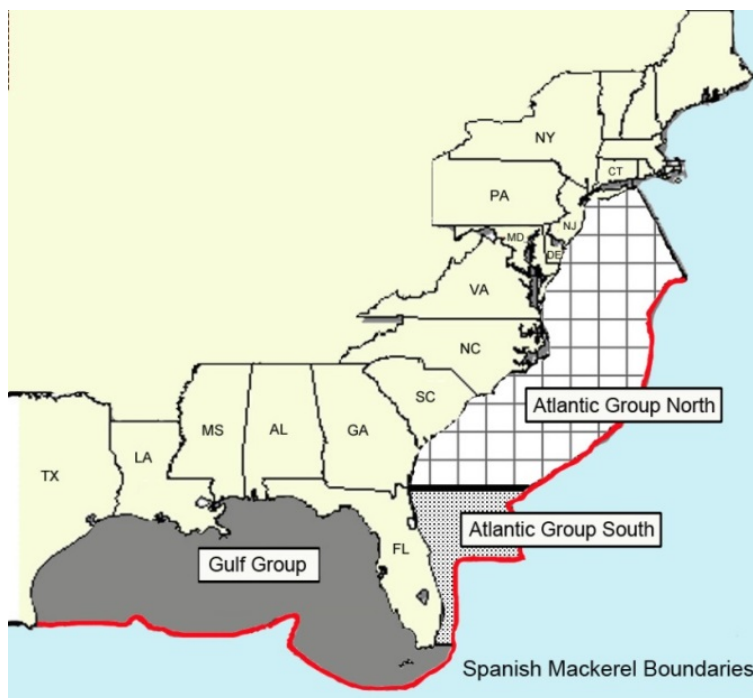 NY
CT
PA
NJ
MD
DE
VA
NC
SC
Atlantic Group North
MS
AL
GA
LA
TX
Atlantic Group South
FL
Gulf Group
Spanish Mackerel Boundaries